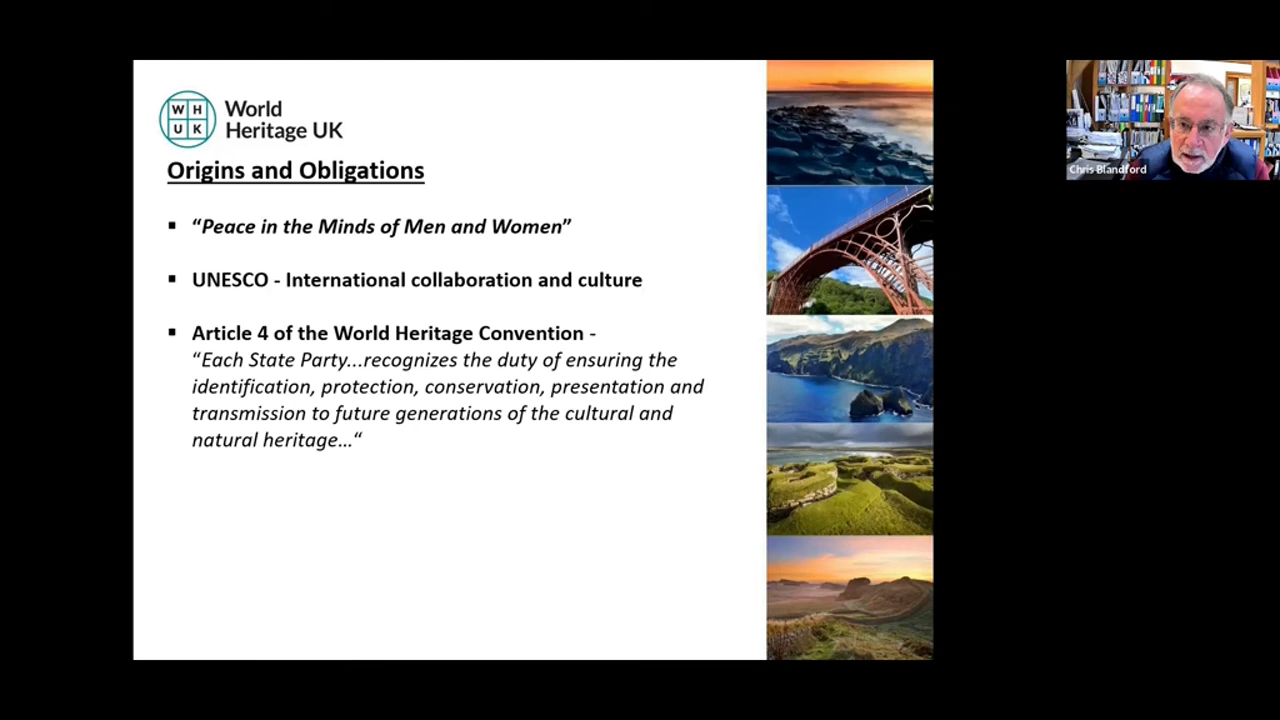 W H
U K
World
Heritage UK
Origins and Obligations
▪ “Peace in the Minds of Men and Women”
▪ UNESCO - International collaboration and culture
▪ Article 4 of the World Heritage Convention -
“Each State Party...recognizes the duty of ensuring the
identification, protection, conservation, presentation and
transmission to future generations of the cultural and
natural heritage…“
Chris Blandford